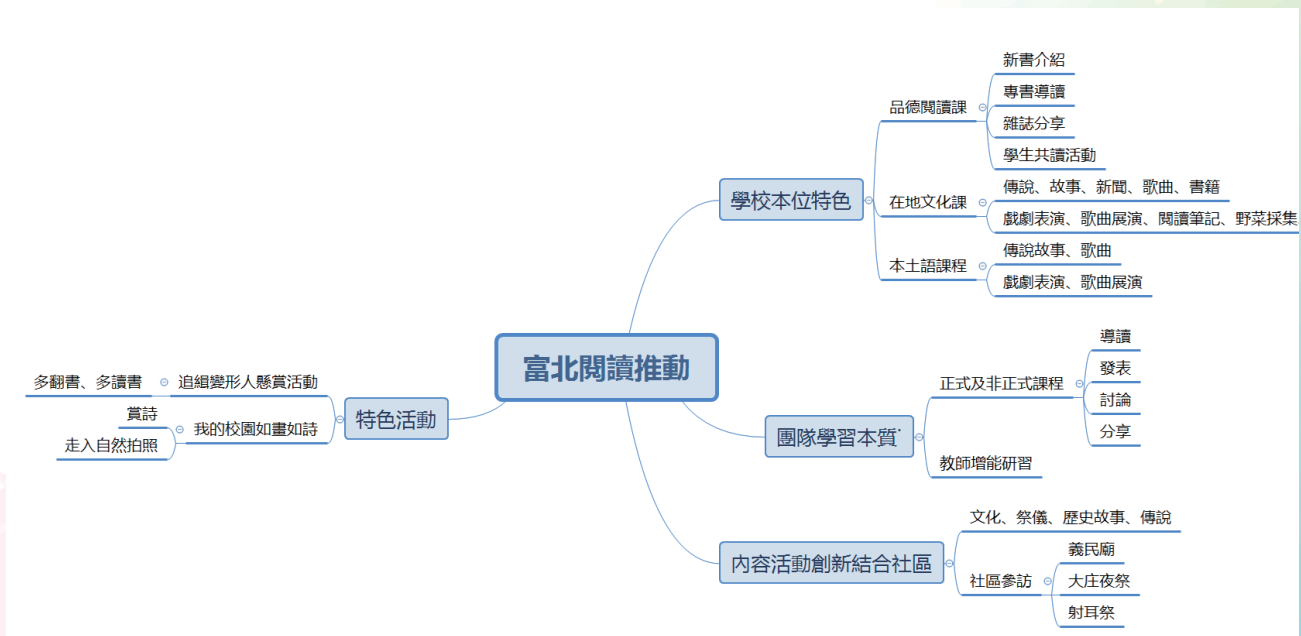 富北閱讀推動
學校本位特色
品德閱讀課
新書介紹
專書導讀
雜誌分享
學生共讀活動
在地文化課
傳說、故事、新聞、歌曲、書籍
戲劇表演、歌曲展演、閱讀筆記、野菜採集
本土語課程
傳說故事、歌曲
戲劇表演、歌曲展演
團隊學習本質
正式及非正式課程
導讀
發表
討論
分享
教師增能研習
內容活動創新結合社區
文化、祭儀、歷史故事、傳說
社區參訪
義民廟
大庄夜祭
射耳祭
特色活動
追緝變形人懸賞活動
多翻書、多讀書
我的校園如畫如詩
賞詩
走入自然拍照